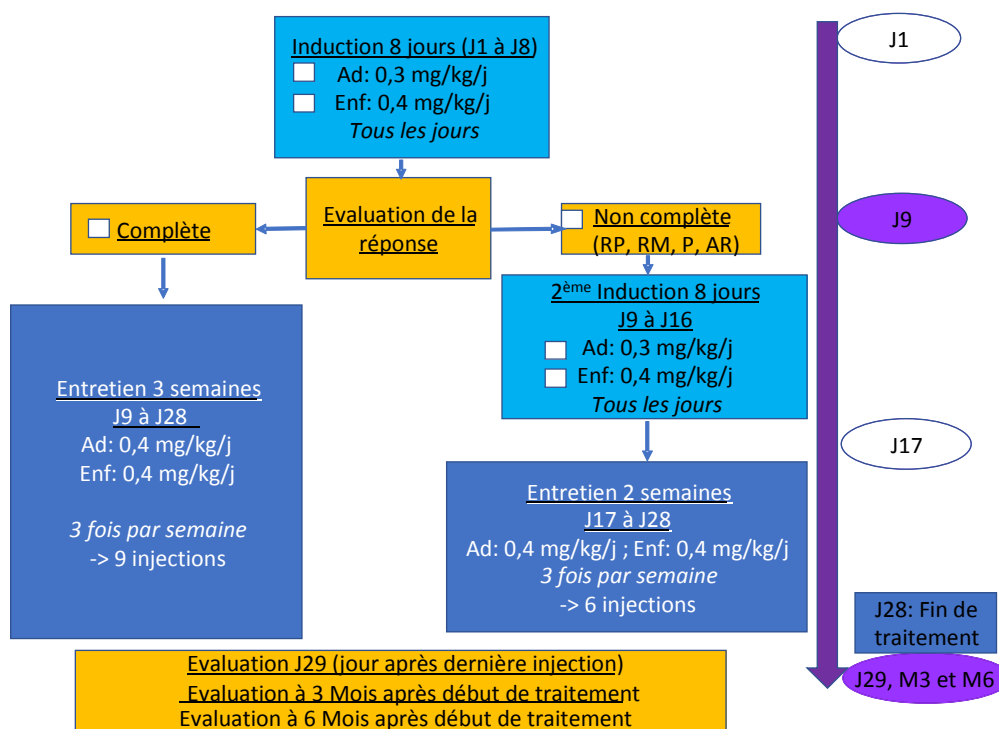 Induction 8 jours (J1 à J8)
Ad: 0,3 mg/kg/j
Enf: 0,4 mg/kg/j
Tous les jours
J1
Evaluation de la
réponse
Complète
Non complète
(RP, RM, P, AR)
J9
2ème Induction 8 jours
J9 à J16
Ad: 0,3 mg/kg/j
Enf: 0,4 mg/kg/j
Tous les jours
Entretien 3 semaines
J9 à J28
Ad: 0,4 mg/kg/j
Enf: 0,4 mg/kg/j
3 fois par semaine
-> 9 injections
J17
Entretien 2 semaines
J17 à J28
Ad: 0,4 mg/kg/j ; Enf: 0,4 mg/kg/j
3 fois par semaine
-> 6 injections
J28: Fin de
traitement
J29, M3 et M6
Evaluation J29 (jour après dernière injection)
Evaluation à 3 Mois après début de traitement
Evaluation à 6 Mois après début de traitement